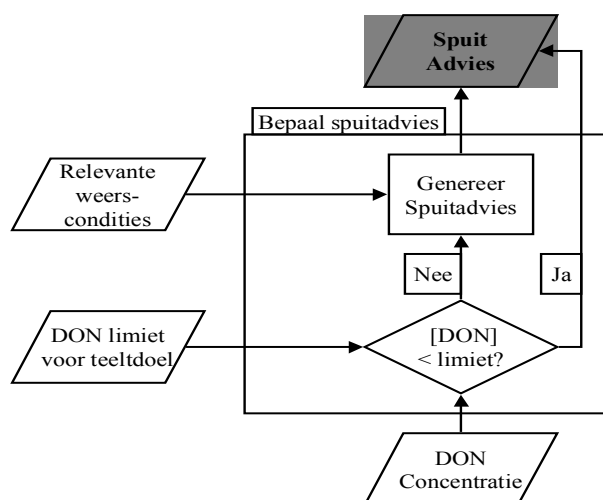 Spuit
Advies
Bepaal spuitadvies
Relevante
weers-
condities
Genereer
Spuitadvies
Nee
Ja
DON limiet
voor teeltdoel
[DON]
< limiet?
DON
Concentratie